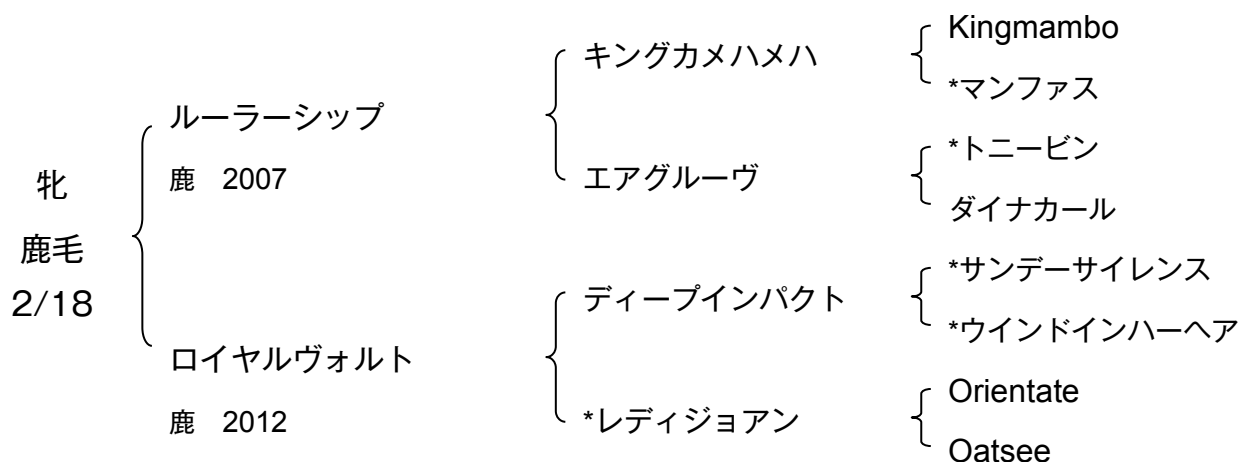 牝
鹿毛
2/18
ルーラーシップ
鹿 2007
ロイヤルヴォルト
鹿 2012
キングカメハメハ
エアグルーヴ
ディープインパクト
*レディジョアン
Kingmambo
*マンファス
*トニービン
ダイナカール
*サンデーサイレンス
*ウインドインハーヘア
Orientate
Oatsee